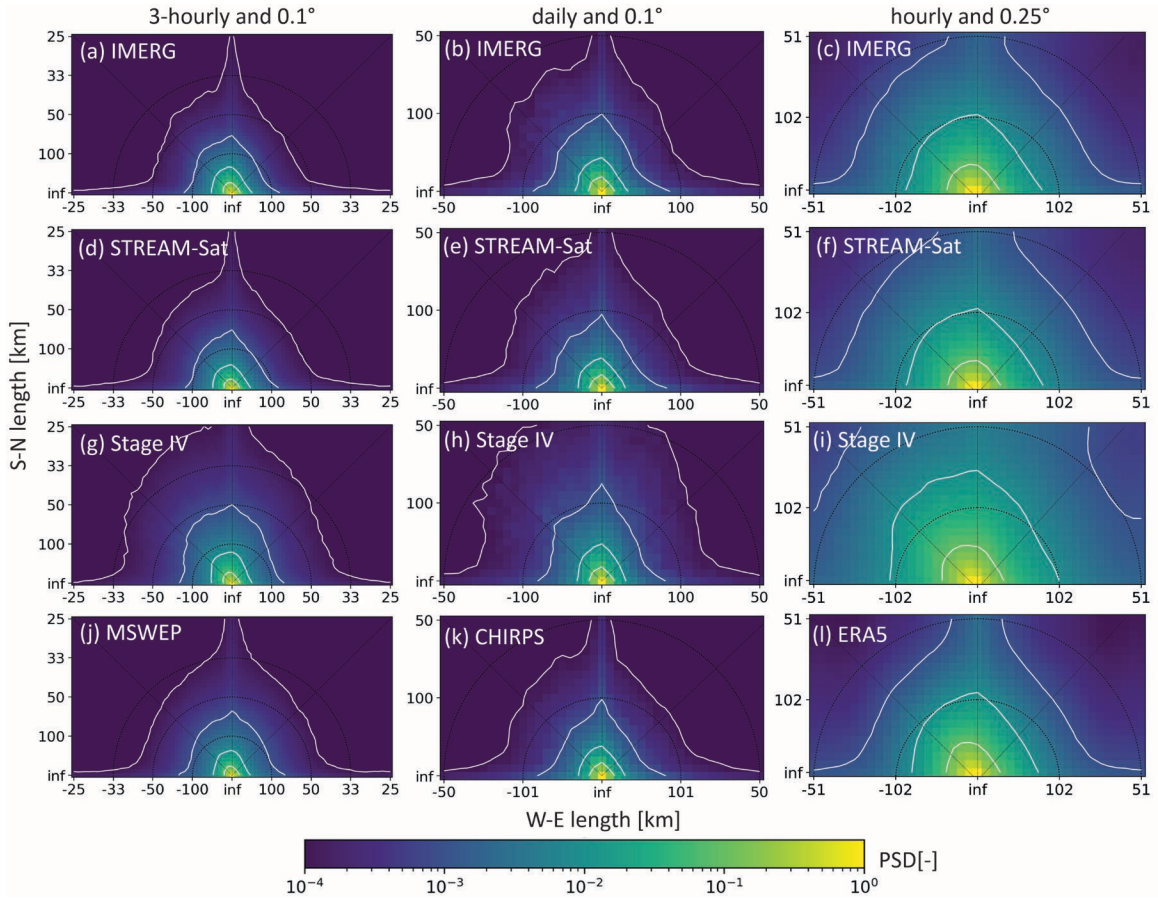 3-hourly and 0.1°
daily and 0.1°
hourly and 0.25°
(a) IMERG
25
33
50
100
inf
-25 -33 -50 -100 inf 100 50 33 25
(b) IMERG
50
100
inf
-50 -100 inf 100 50
(c) IMERG
51
102
inf
-51 -102 inf 102 51
(d) STREAM-Sat
25
33
50
100
inf
-25 -33 -50 -100 inf 100 50 33 25
(e) STREAM-Sat
50
100
inf
-50 -100 inf 100 50
(f) STREAM-Sat
51
102
inf
-51 -102 inf 102 51
(g) Stage IV
25
33
50
100
inf
-25 -33 -50 -100 inf 100 50 33 25
(h) Stage IV
50
100
inf
-50 -100 inf 100 50
(i) Stage IV
51
102
inf
-51 -102 inf 102 51
(j) MSWEP
25
33
50
100
inf
-25 -33 -50 -100 inf 100 50 33 25
(k) CHIRPS
50
100
inf
-50 -101 inf 101 50
(l) ERA5
51
102
inf
-51 -102 inf 102 51
S-N length [km]
W-E length [km]
PSD[-]
10⁻⁴ 10⁻³ 10⁻² 10⁻¹ 10⁰